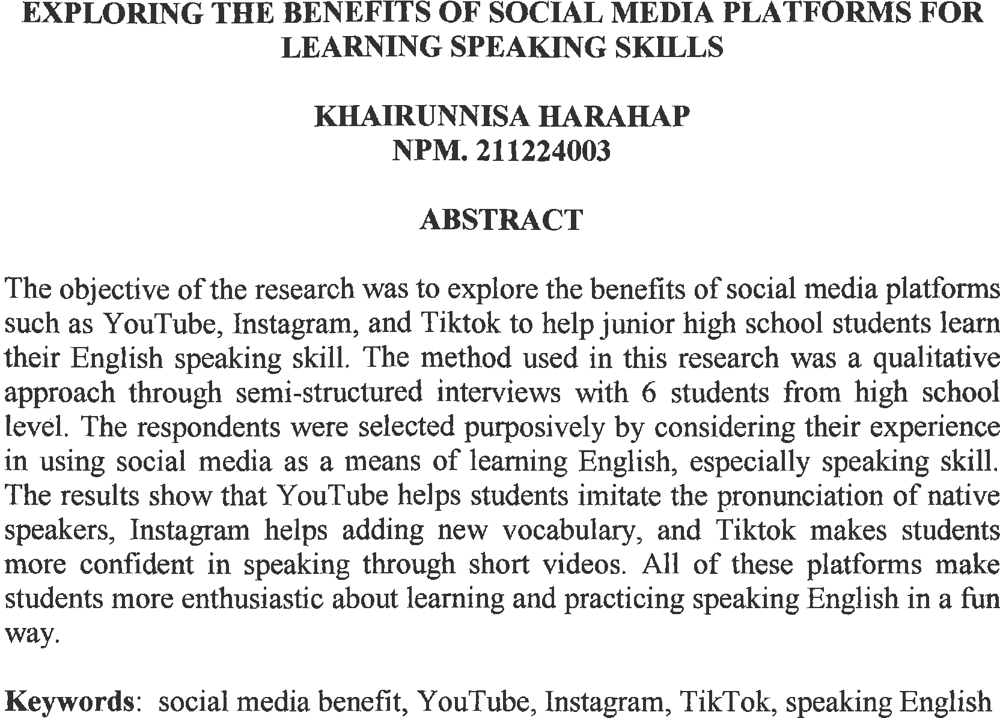 EXPLORING THE BENEFITS OF SOCIAL MEDIA PLATFORMS FOR
LEARNING SPEAKING SKILLS
KHAIRUNNISA HARAHAP
NPM. 211224003
ABSTRACT
The objective of the research was to explore the benefits of social media platforms
such as YouTube, Instagram, and Tiktok to help junior high school students learn
their English speaking skill. The method used in this research was a qualitative
approach through semi-structured interviews with 6 students from high school
level. The respondents were selected purposively by considering their experience
in using social media as a means of learning English, especially speaking skill.
The results show that YouTube helps students imitate the pronunciation of native
speakers, Instagram helps adding new vocabulary, and Tiktok makes students
more confident in speaking through short videos. All of these platforms make
students more enthusiastic about learning and practicing speaking English in a fun
way.
Keywords: social media benefit, YouTube, Instagram, TikTok, speaking English